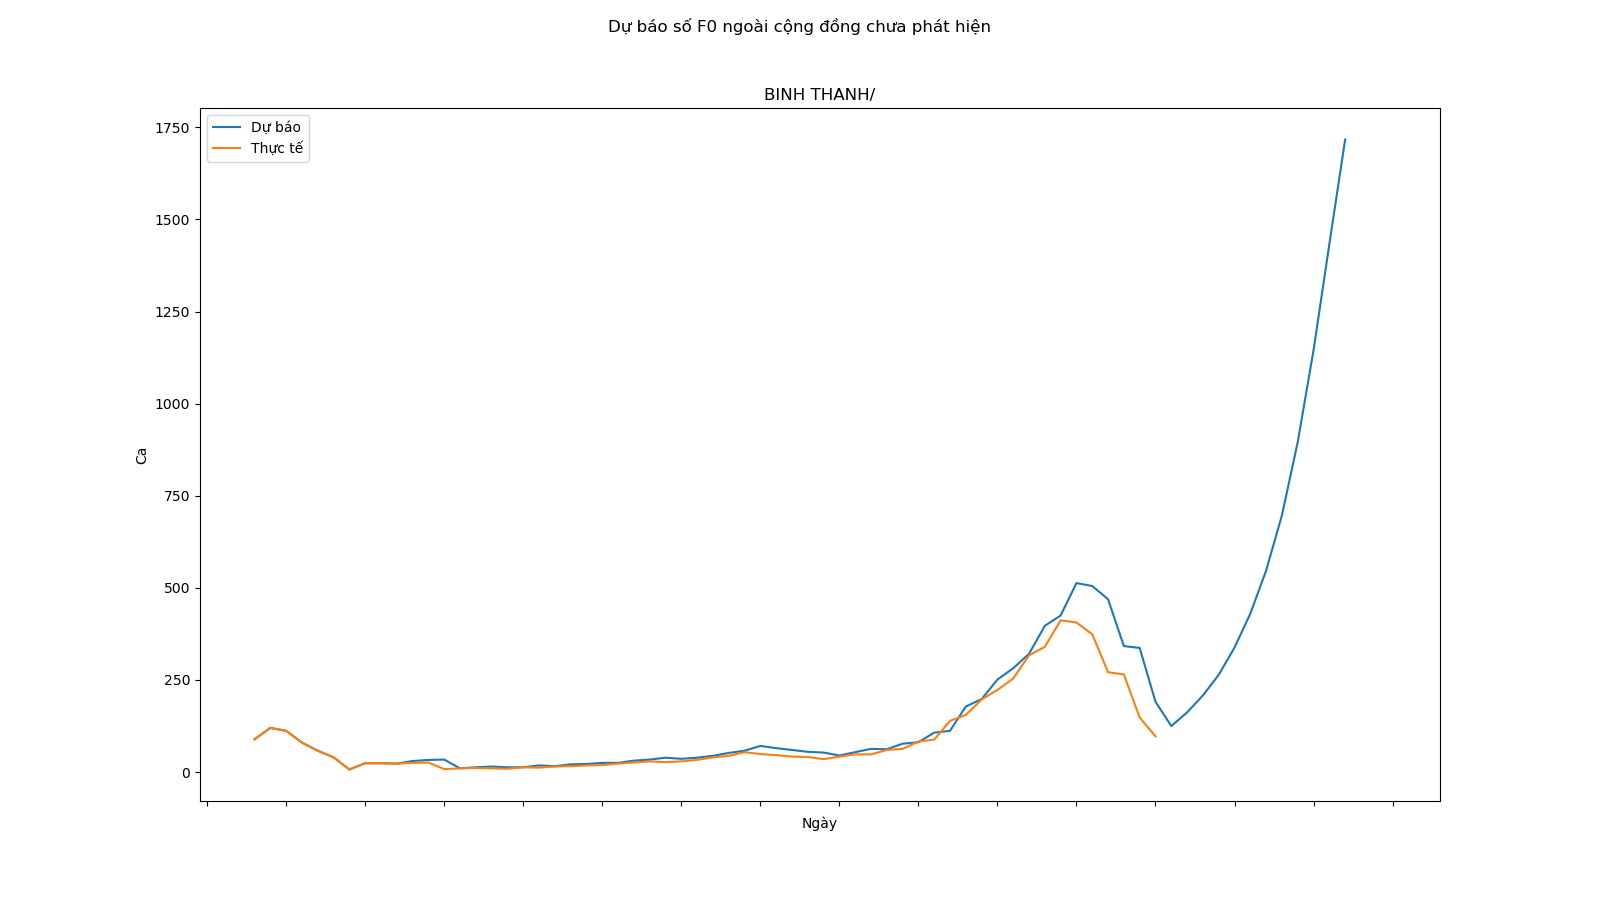 Dự báo số F0 ngoài cộng đồng chưa phát hiện
BINH THANH/
Dự báo
Thực tế
1750
1500
1250
1000
750
500
250
0
Ca
Ngày